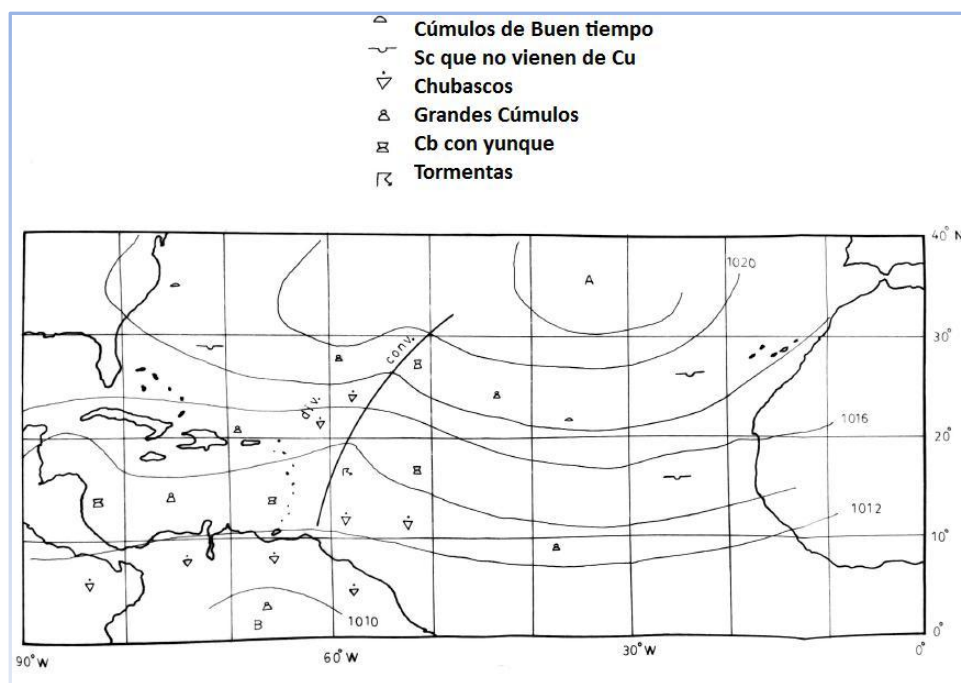 Cúmulos de Buen tiempo
Sc que no vienen de Cu
Chubascos
Grandes Cúmulos
Cb con yunque
Tormentas
40° N
1020
A
30°
conv.
div.
1016
20°
1012
10°
1010
B
0°
90°W
60°W
30°W
0°